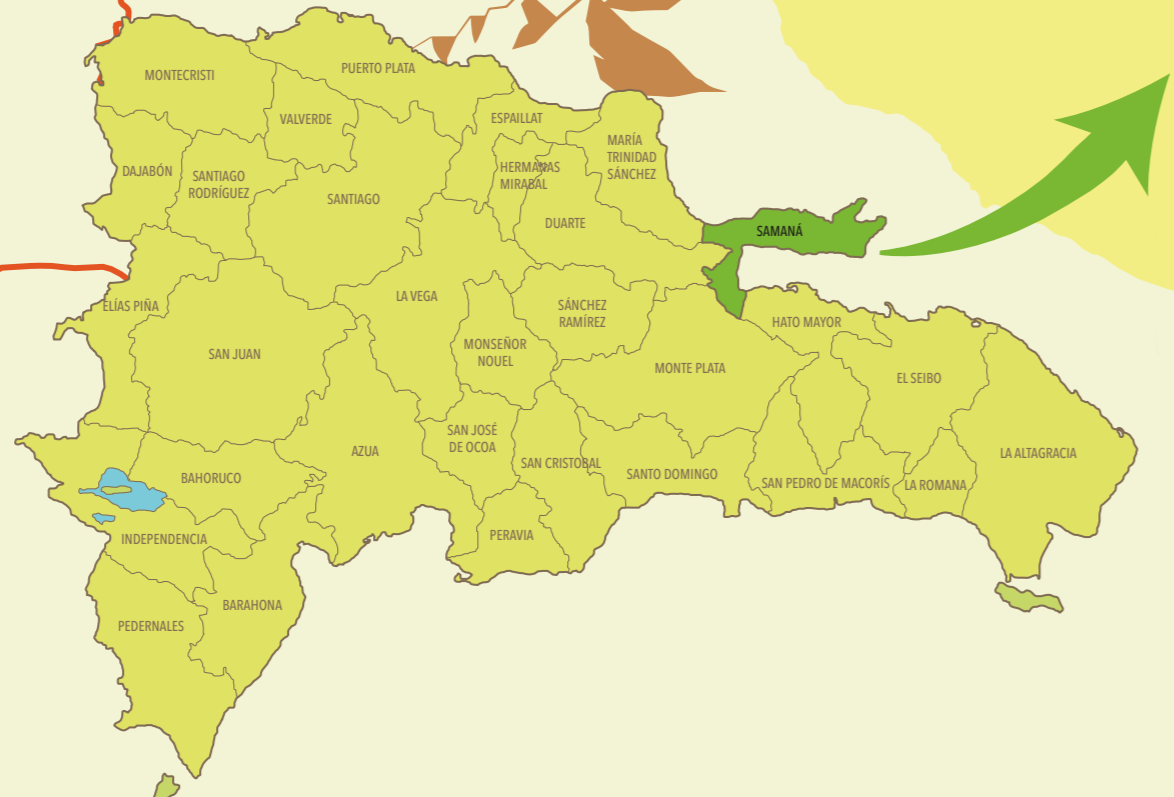 MONTECRISTI
PUERTO PLATA
VALVERDE
ESPAILLAT
DAJABÓN
SANTIAGO
RODRÍGUEZ
SANTIAGO
HERMANAS
MIRABAL
MARÍA
TRINIDAD
SÁNCHEZ
DUARTE
SAMANÁ
ELÍAS PIÑA
LA VEGA
SÁNCHEZ
RAMÍREZ
HATO MAYOR
SAN JUAN
MONSEÑOR
NOUEL
MONTE PLATA
EL SEIBO
AZUA
SAN JOSÉ
DE OCOA
SAN CRISTOBAL
SANTO DOMINGO
SAN PEDRO DE MACORÍS
LA ROMANA
LA ALTAGRACIA
BAHORUCO
INDEPENDENCIA
PERAVIA
BARAHONA
PEDERNALES